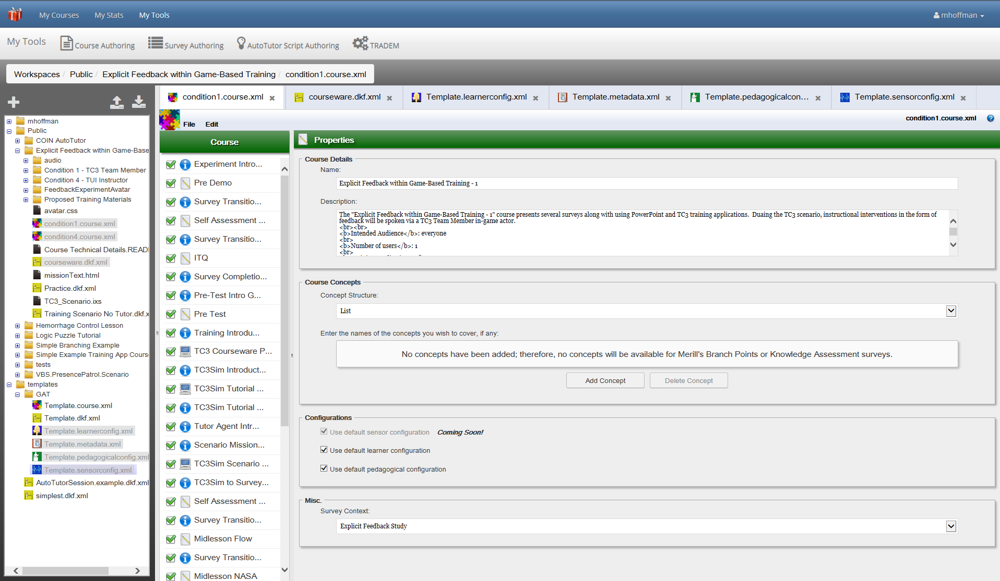 My Courses My Stats My Tools mhoffman
My Tools Course Authoring Survey Authoring AutoTutor Script Authoring TRADEM
Workspaces / Public / Explicit Feedback within Game-Based Training / condition1.course.xml
condition1.course.xml courseware.dkf.xml Template.learnerconfig.xml Template.metadata.xml Template.pedagogicalcon... Template.sensorconfig.xml
mhoffman
Public
COIN AutoTutor
Explicit Feedback within Game-Base
audio
Condition 1 - TC3 Team Member
Condition 4 - TUI Instructor
FeedbackExperimentAvatar
Proposed Training Materials
avatar.css
condition1.course.xml
condition4.course.xml
Course Technical Details.READ
courseware.dkf.xml
missionText.html
Practice.dkf.xml
TC3_Scenario.ixs
Training Scenario No Tutor.dkf.x
Hemorrhage Control Lesson
Logic Puzzle Tutorial
Simple Branching Example
Simple Example Training App Cours
tests
VBS.PresencePatrol.Scenario
templates
GAT
Template.course.xml
Template.dkf.xml
Template.learnerconfig.xml
Template.metadata.xml
Template.pedagogicalconfig.xml
Template.sensorconfig.xml
AutoTutorSession.example.dkf.xml
simplest.dkf.xml
File Edit condition1.course.xml
Course
Experiment Intro...
Pre Demo
Survey Transitio...
Self Assessment ...
Survey Transitio...
ITQ
Survey Completio...
Pre-Test Intro G...
Pre Test
Training Introdu...
TC3 Courseware P...
TC3Sim Introduct...
TC3Sim Tutorial ...
TC3Sim Tutorial ...
Tutor Agent Intr...
Scenario Mission...
TC3Sim Scenario ...
TC3Sim to Survey...
Self Assessment ...
Survey Transitio...
Midlesson Flow
Survey Transitio...
Midlesson NASA
Properties
Course Details
Name:
Explicit Feedback within Game-Based Training - 1
Description:
The "Explicit Feedback within Game-Based Training - 1" course presents several surveys along with using PowerPoint and TC3 training applications. Duaing the TC3 scenario, instructional interventions in the form of
feedback will be spoken via a TC3 Team Member in-game actor.
<br><br>
<b>Intended Audience</b>: everyone
<br>
<b>Number of users</b>: 1
<br>
Course Concepts
Concept Structure:
List
Enter the names of the concepts you wish to cover, if any:
No concepts have been added; therefore, no concepts will be available for Merill's Branch Points or Knowledge Assessment surveys.
Add Concept Delete Concept
Configurations
Use default sensor configuration Coming Soon!
Use default learner configuration
Use default pedagogical configuration
Misc.
Survey Context:
Explicit Feedback Study